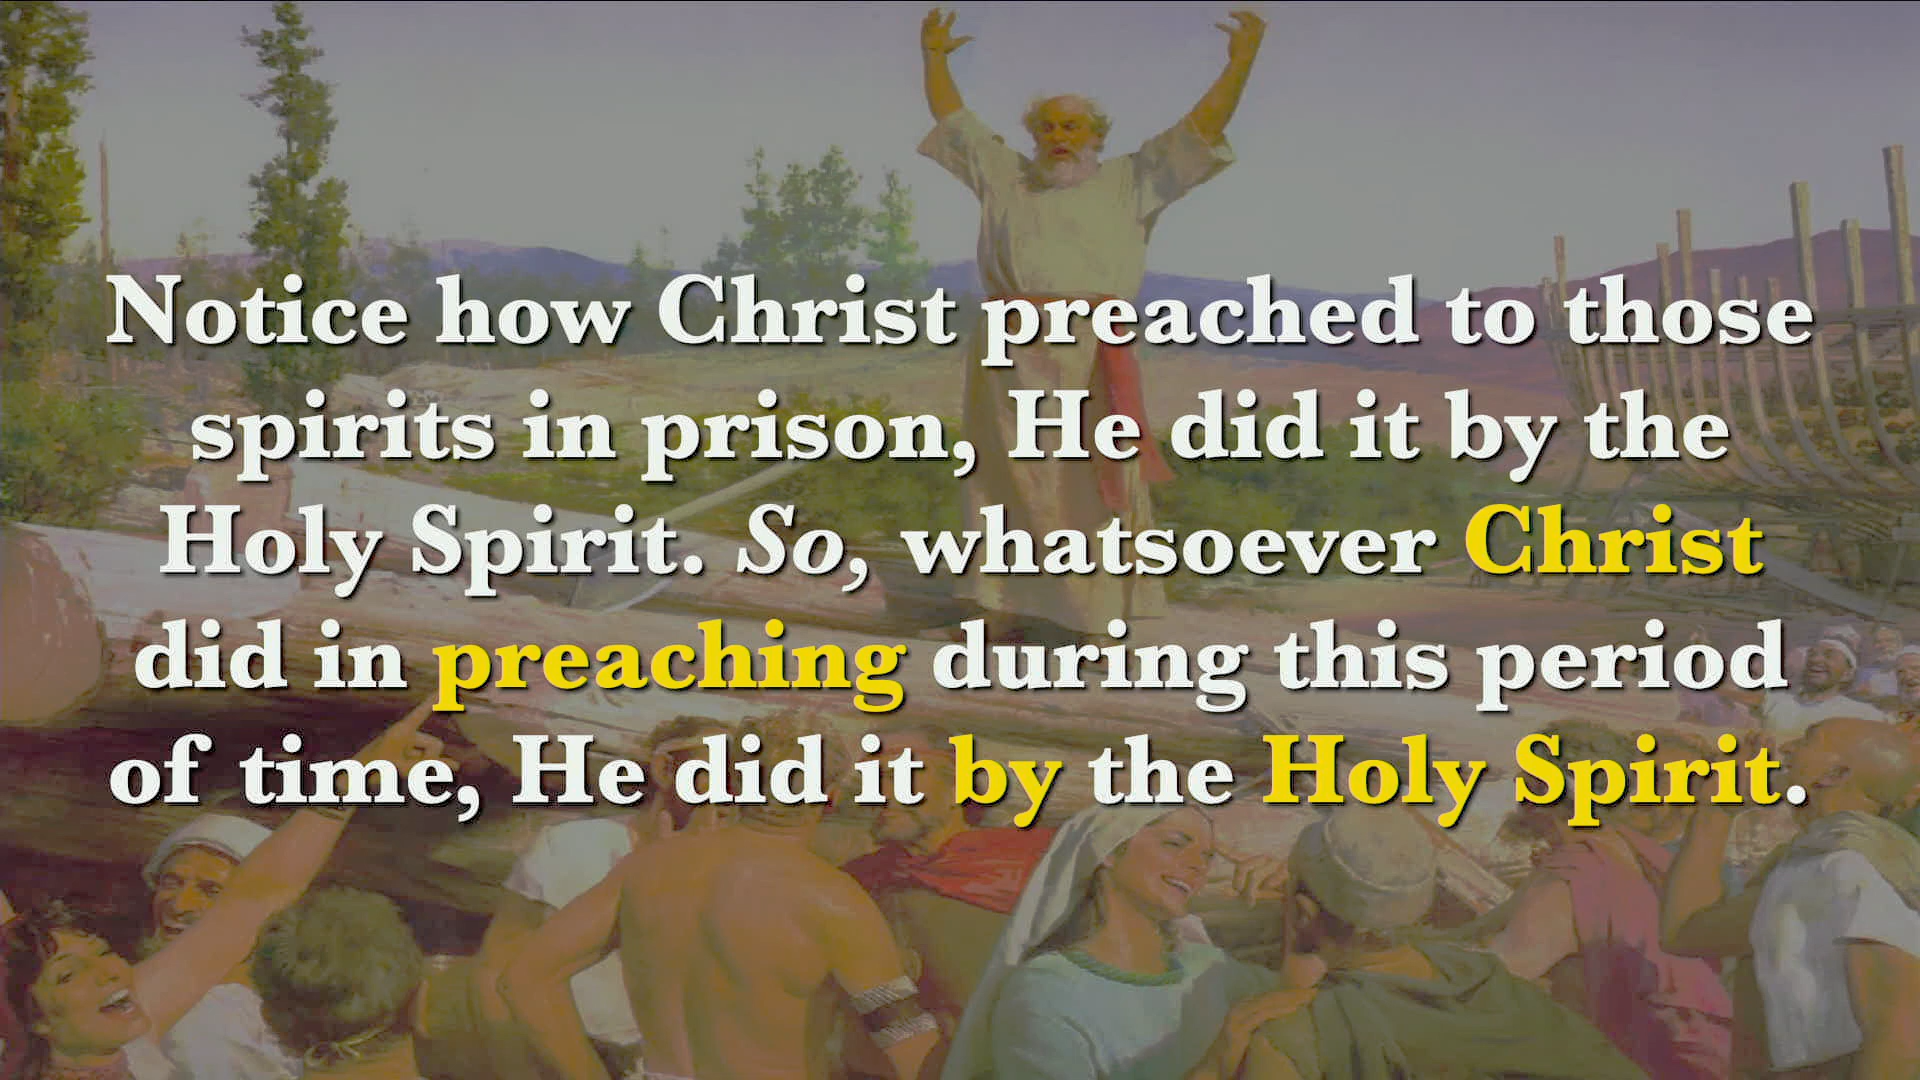 Notice how Christ preached to those
spirits in prison, He did it by the
Holy Spirit. So, whatsoever Christ
did in preaching during this period
of time, He did it by the Holy Spirit.